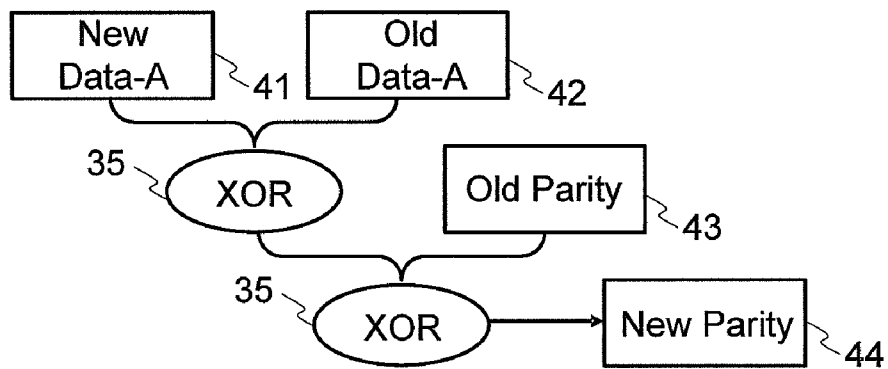 New
Data-A
41
Old
Data-A
42
35
XOR
Old Parity
43
35
XOR
New Parity
44